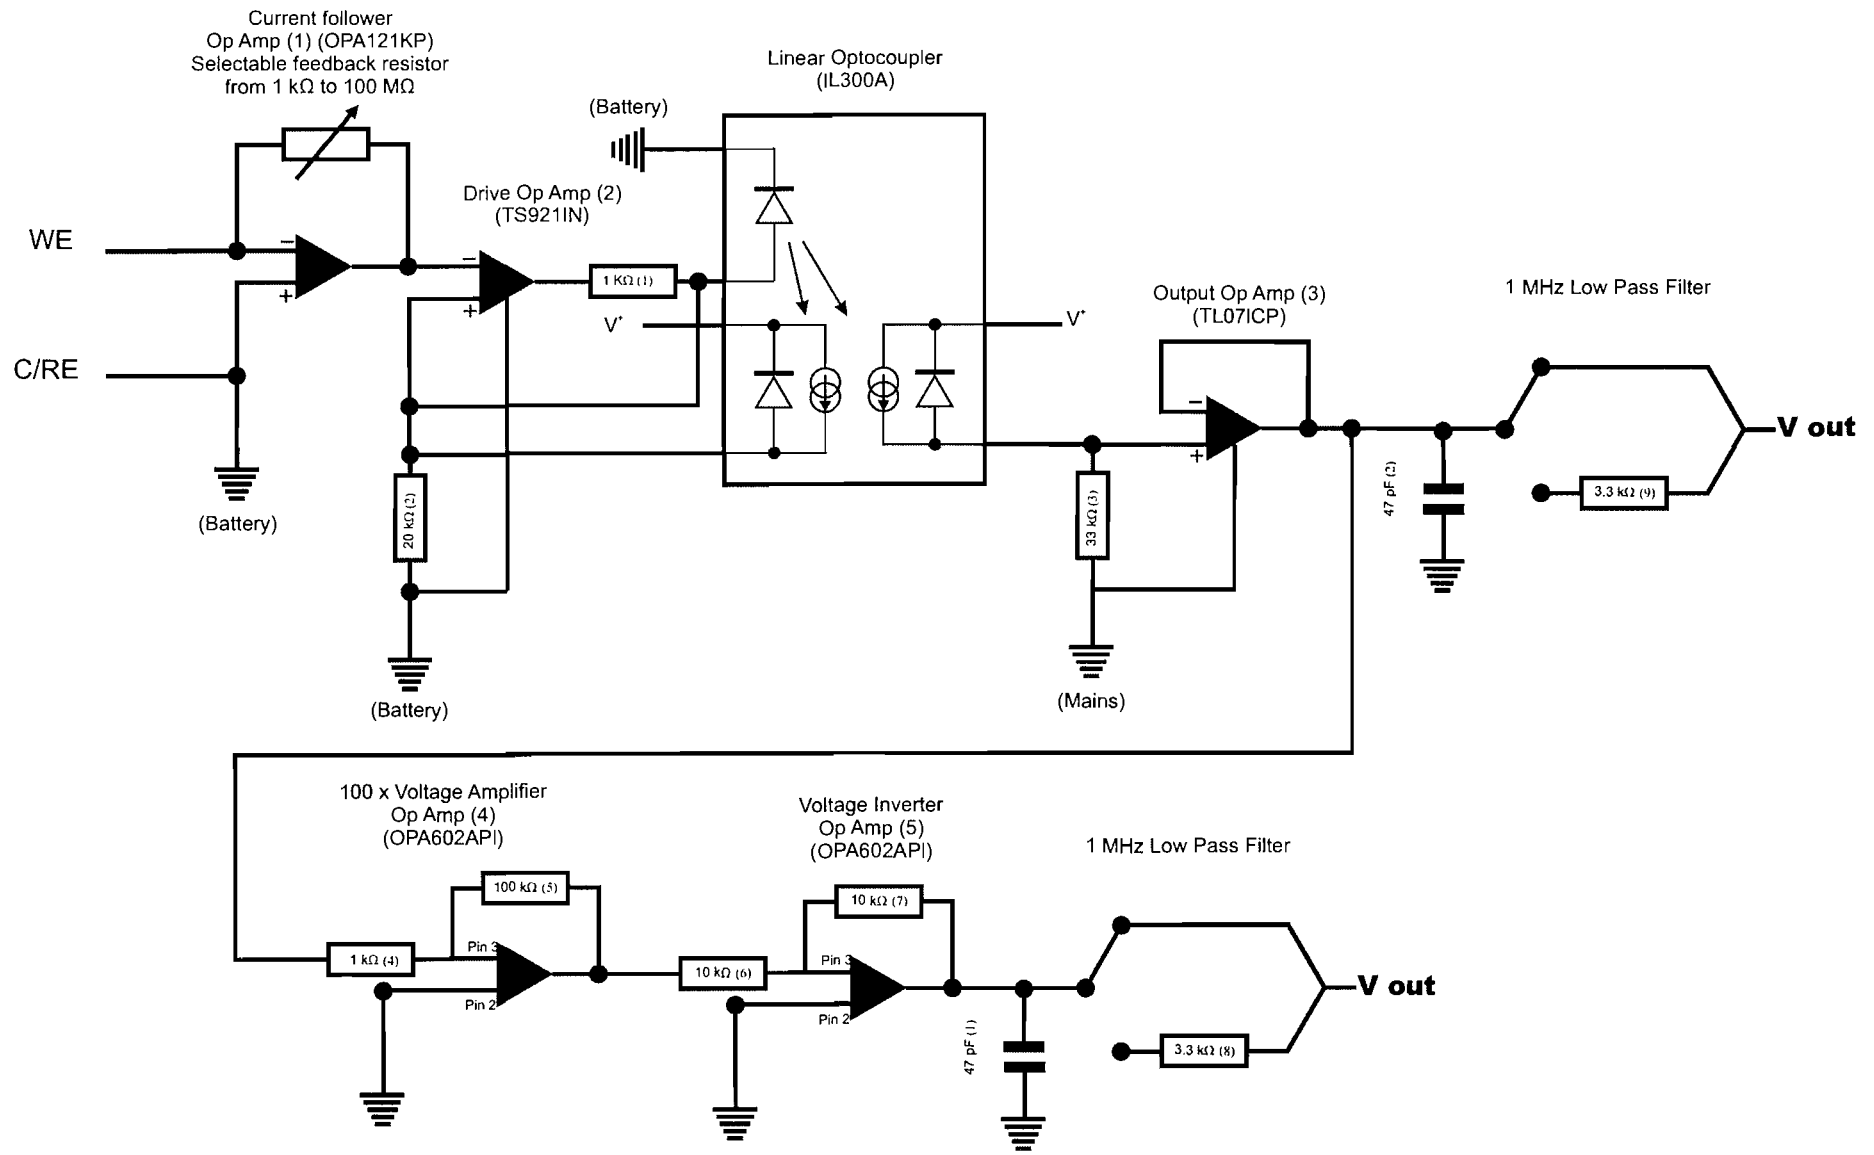 Current follower
Op Amp (1) (OPA121KP)
Selectable feedback resistor
from 1 kΩ to 100 MΩ
Linear Optocoupler
(IL300A)
(Battery)
Drive Op Amp (2)
(TS921IN)
WE
−
+
−
+
1 KΩ (1)
V+
V+
C/RE
Output Op Amp (3)
(TL07ICP)
−
+
1 MHz Low Pass Filter
V out
47 pF (2)
3.3 kΩ (9)
(Battery)
20 kΩ (2)
33 kΩ (3)
(Battery)
(Mains)
100 x Voltage Amplifier
Op Amp (4)
(OPA602API)
Voltage Inverter
Op Amp (5)
(OPA602API)
1 MHz Low Pass Filter
100 kΩ (5)
10 kΩ (7)
1 kΩ (4)
Pin 3
Pin 2
10 kΩ (6)
Pin 3
Pin 2
V out
47 pF (1)
3.3 kΩ (8)